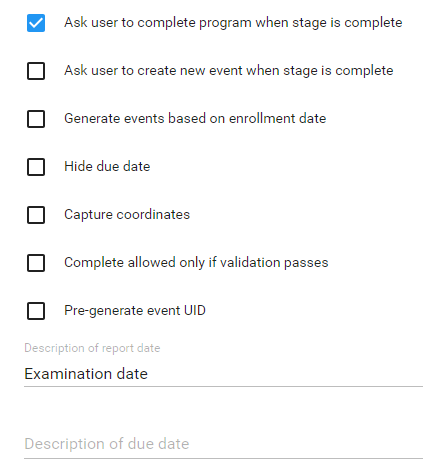 Ask user to complete program when stage is complete
Ask user to create new event when stage is complete
Generate events based on enrollment date
Hide due date
Capture coordinates
Complete allowed only if validation passes
Pre-generate event UID
Description of report date
Examination date
Description of due date